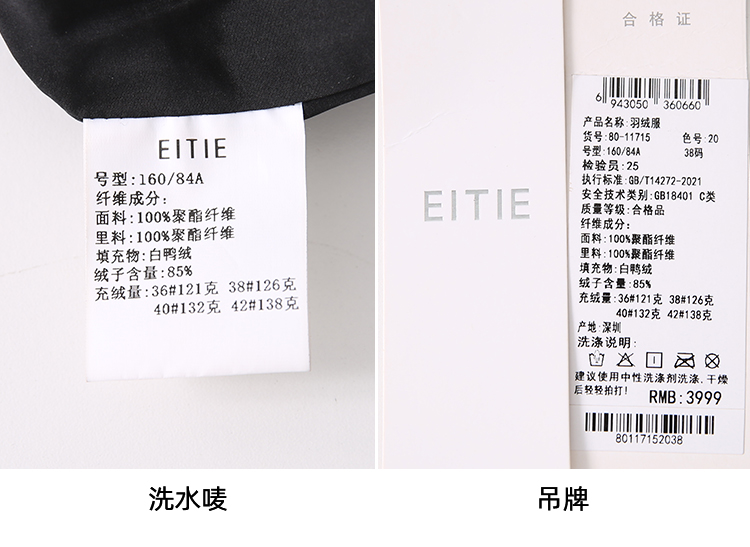 EITIE
号型:160/84A
纤维成分:
面料:100%聚酯纤维
里料:100%聚酯纤维
填充物:白鸭绒
绒子含量:85%
充绒量:36#121克 38#126克
40#132克 42#138克
洗水唛
EITIE
合格证
6 943050 360660
产品名称:羽绒服
货号:80-11715 色号:20
号型:160/84A 38码
检验员:25
执行标准:GB/T14272-2021
安全技术类别:GB18401 C类
质量等级:合格品
纤维成分:
面料:100%聚酯纤维
里料:100%聚酯纤维
填充物:白鸭绒
绒子含量:85%
充绒量:36#121克 38#126克
40#132克 42#138克
产地:深圳
洗涤说明:
建议使用中性洗涤剂洗涤,干燥
后轻轻拍打!
RMB:3999
80117152038
吊牌